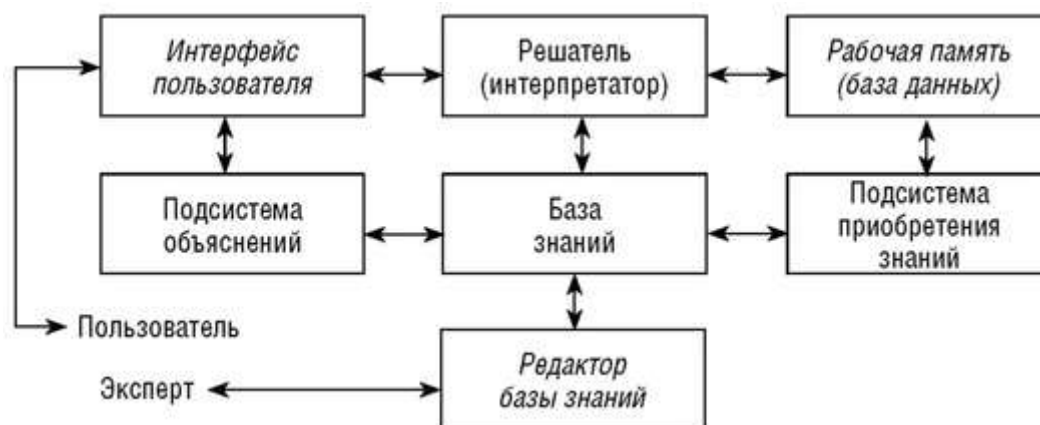 Интерфейс
пользователя
Решатель
(интерпретатор)
Рабочая память
(база данных)
Подсистема
объяснений
База
знаний
Подсистема
приобретения
знаний
Пользователь
Эксперт
Редактор
базы знаний